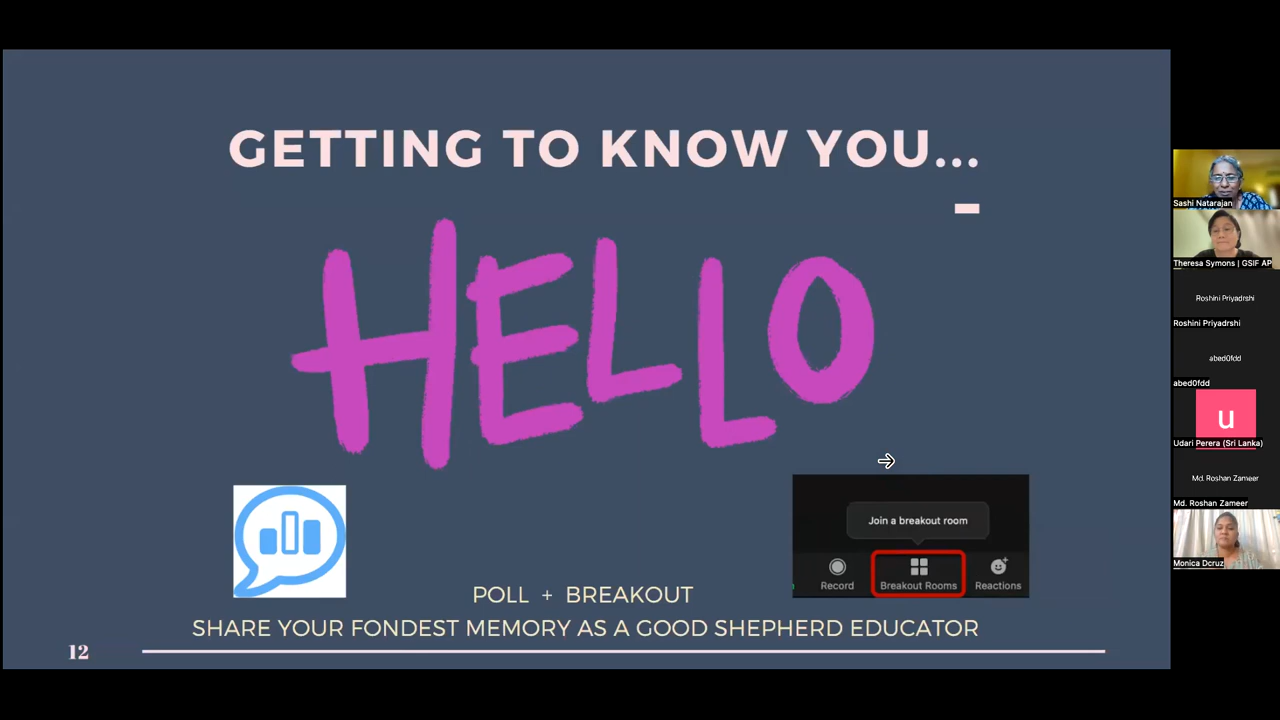 GETTING TO KNOW YOU...
HELLO
Join a breakout room
Record
Breakout Rooms
Reactions
POLL + BREAKOUT
SHARE YOUR FONDEST MEMORY AS A GOOD SHEPHERD EDUCATOR
12
Sashi Natarajan
Theresa Symons | GSIF AP
Roshini Priyadrshi
Roshini Priyadrshi
abed0fdd
abed0fdd
u
Udari Perera (Sri Lanka)
Md. Roshan Zameer
Md. Roshan Zameer
Monica Dcruz